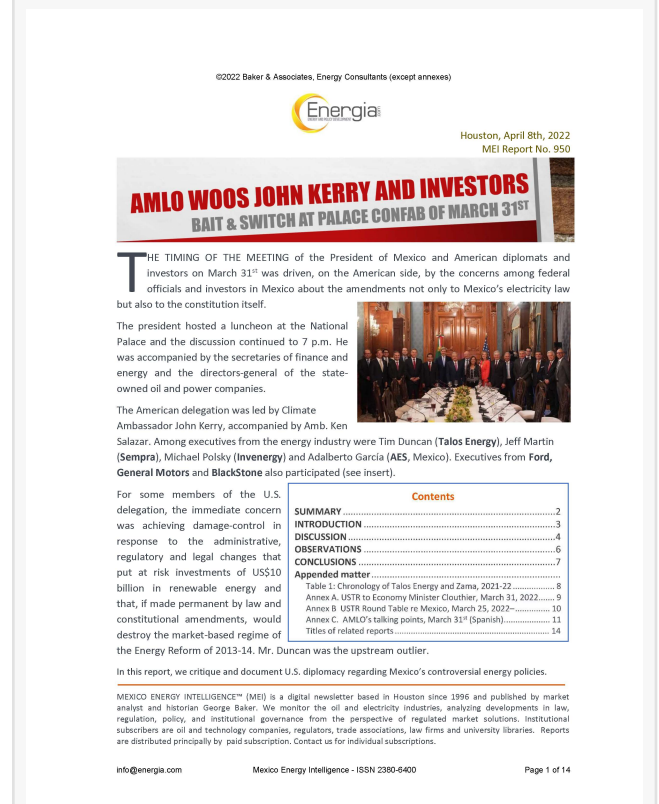 ©2022 Baker & Associates, Energy Consultants (except annexes)
Energia
Houston, April 8th, 2022
MEI Report No. 950
AMLO WOOS JOHN KERRY AND INVESTORS
BAIT & SWITCH AT PALACE CONFAB OF MARCH 31ST
THE TIMING OF THE MEETING of the President of Mexico and American diplomats and
investors on March 31st was driven, on the American side, by the concerns among federal
officials and investors in Mexico about the amendments not only to Mexico's electricity law
but also to the constitution itself.
The president hosted a luncheon at the National
Palace and the discussion continued to 7 p.m. He
was accompanied by the secretaries of finance and
energy and the directors-general of the state-
owned oil and power companies.
The American delegation was led by Climate
Ambassador John Kerry, accompanied by Amb. Ken
Salazar. Among executives from the energy industry were Tim Duncan (Talos Energy), Jeff Martin
(Sempra), Michael Polsky (Invenergy) and Adalberto García (AES, Mexico). Executives from Ford,
General Motors and BlackStone also participated (see insert).
For some members of the U.S.
delegation, the immediate concern
was achieving damage-control in
response to the administrative,
regulatory and legal changes that
put at risk investments of US$10
billion in renewable energy and
that, if made permanent by law and
constitutional amendments, would
destroy the market-based regime of
the Energy Reform of 2013-14. Mr. Duncan was the upstream outlier.
Contents
SUMMARY ...2
INTRODUCTION ...3
DISCUSSION ...4
OBSERVATIONS ...6
CONCLUSIONS ...7
Appended matter...
Table 1: Chronology of Talos Energy and Zama, 2021-22 ... 8
Annex A. USTR to Economy Minister Clouthier, March 31, 2022... 9
Annex B USTR Round Table re Mexico, March 25, 2022–... 10
Annex C. AMLO's talking points, March 31st (Spanish)... 11
Titles of related reports ... 14
In this report, we critique and document U.S. diplomacy regarding Mexico's controversial energy policies.
MEXICO ENERGY INTELLIGENCE™ (MEI) is a digital newsletter based in Houston since 1996 and published by market
analyst and historian George Baker. We monitor the oil and electricity industries, analyzing developments in law,
regulation, policy, and institutional governance from the perspective of regulated market solutions. Institutional
subscribers are oil and technology companies, regulators, trade associations, law firms and university libraries. Reports
are distributed principally by paid subscription. Contact us for individual subscriptions.
info@energia.com
Mexico Energy Intelligence - ISSN 2380-6400
Page 1 of 14